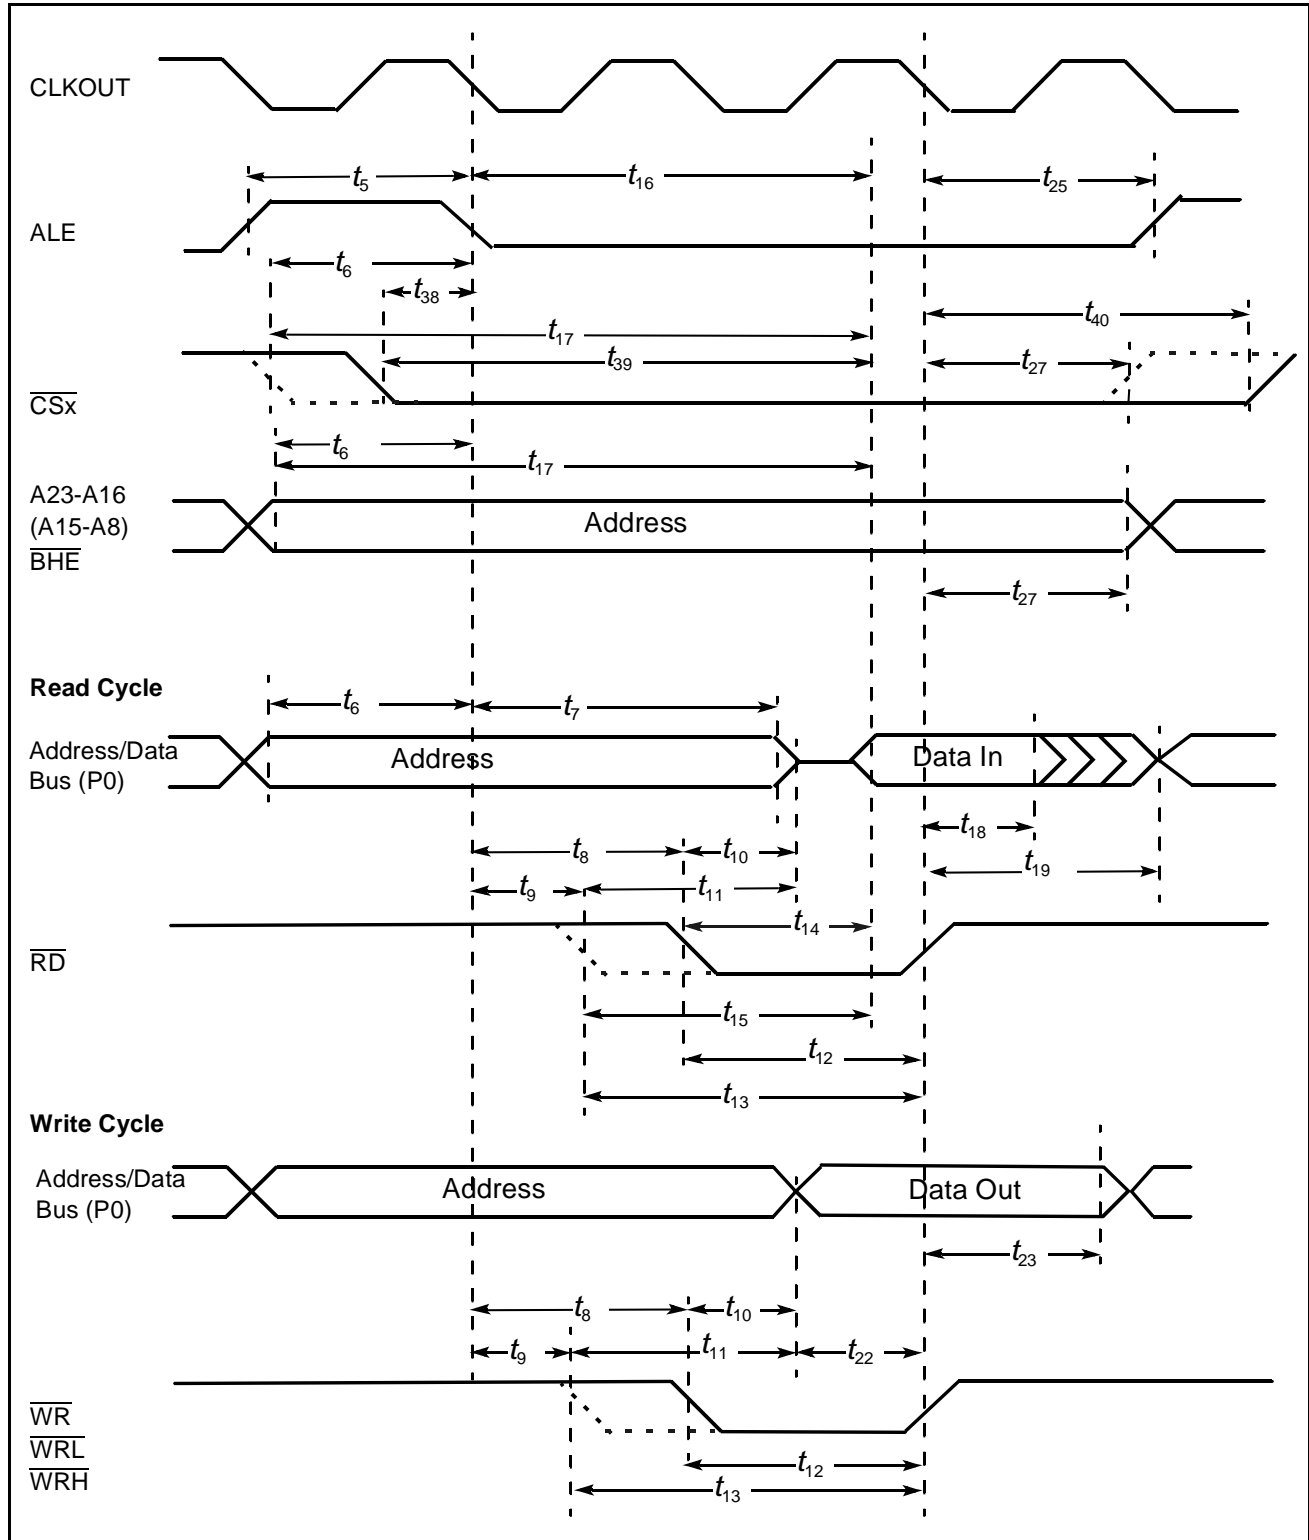 CLKOUT
t5
t16
t25
ALE
t6
t38
t40
t17
t39
t27
CSx
t6
t17
A23-A16
(A15-A8)
Address
BHE
t27
Read Cycle
t6
t7
Address/Data
Bus (P0)
Address
Data In
t18
t8
t10
t19
t9
t11
t14
RD
t15
t12
t13
Write Cycle
Address/Data
Bus (P0)
Address
Data Out
t23
t8
t10
t9
t11
t22
WR
WRL
WRH
t12
t13